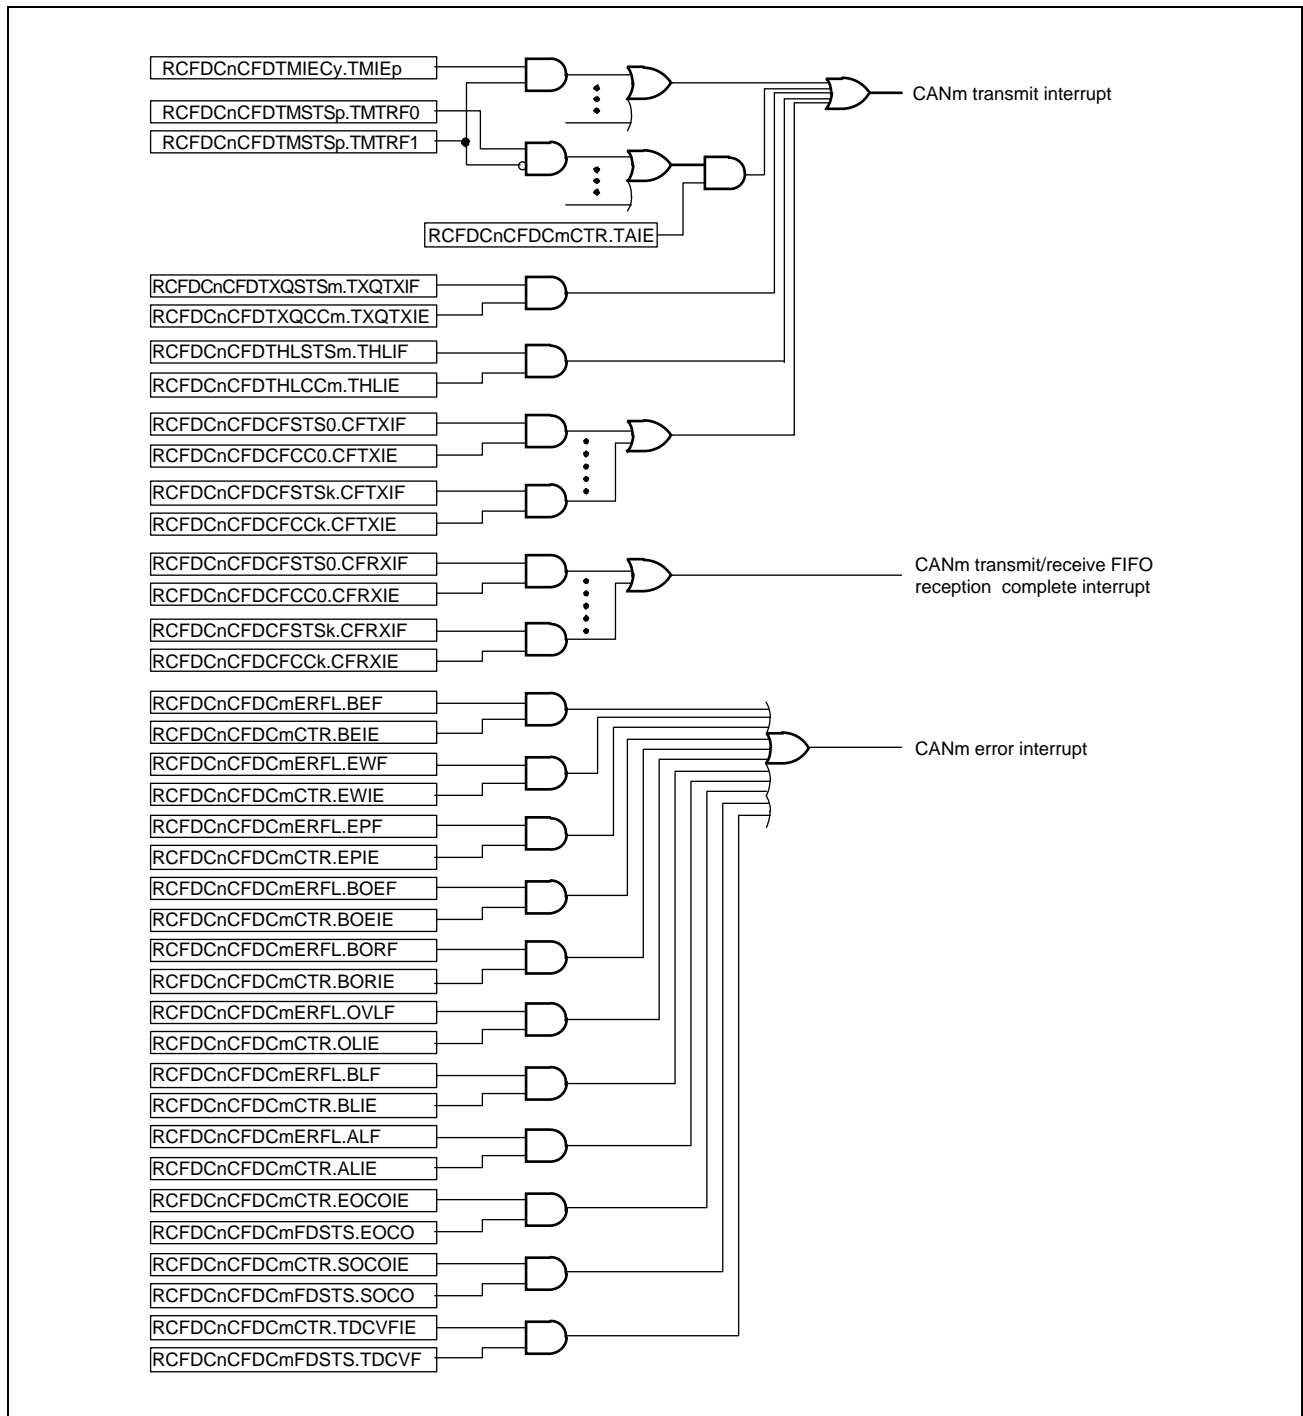 RCFDCnCFDTMIECy.TMIEp
RCFDCnCFDTMSTSp.TMTRF0
RCFDCnCFDTMSTSp.TMTRF1
CANm transmit interrupt
RCFDCnCFDCmCTR.TAIE
RCFDCnCFDTXQSTSm.TXQTXIF
RCFDCnCFDTXQCCm.TXQTXIE
RCFDCnCFDTHLSTSm.THLIF
RCFDCnCFDTHLCCm.THLIE
RCFDCnCFDCFSTS0.CFTXIF
RCFDCnCFDCFCC0.CFTXIE
RCFDCnCFDCFSTSk.CFTXIF
RCFDCnCFDCFCCk.CFTXIE
RCFDCnCFDCFSTS0.CFRXIF
RCFDCnCFDCFCC0.CFRXIE
RCFDCnCFDCFSTSk.CFRXIF
RCFDCnCFDCFCCk.CFRXIE
CANm transmit/receive FIFO
reception complete interrupt
RCFDCnCFDCmERFL.BEF
RCFDCnCFDCmCTR.BEIE
RCFDCnCFDCmERFL.EWF
RCFDCnCFDCmCTR.EWIE
RCFDCnCFDCmERFL.EPF
RCFDCnCFDCmCTR.EPIE
RCFDCnCFDCmERFL.BOEF
RCFDCnCFDCmCTR.BOEIE
RCFDCnCFDCmERFL.BORF
RCFDCnCFDCmCTR.BORIE
RCFDCnCFDCmERFL.OVLF
RCFDCnCFDCmCTR.OLIE
RCFDCnCFDCmERFL.BLF
RCFDCnCFDCmCTR.BLIE
RCFDCnCFDCmERFL.ALF
RCFDCnCFDCmCTR.ALIE
RCFDCnCFDCmCTR.EOCOIE
RCFDCnCFDCmFDSTS.EOCO
RCFDCnCFDCmCTR.SOCOIE
RCFDCnCFDCmFDSTS.SOCO
RCFDCnCFDCmCTR.TDCVFIE
RCFDCnCFDCmFDSTS.TDCVF
CANm error interrupt